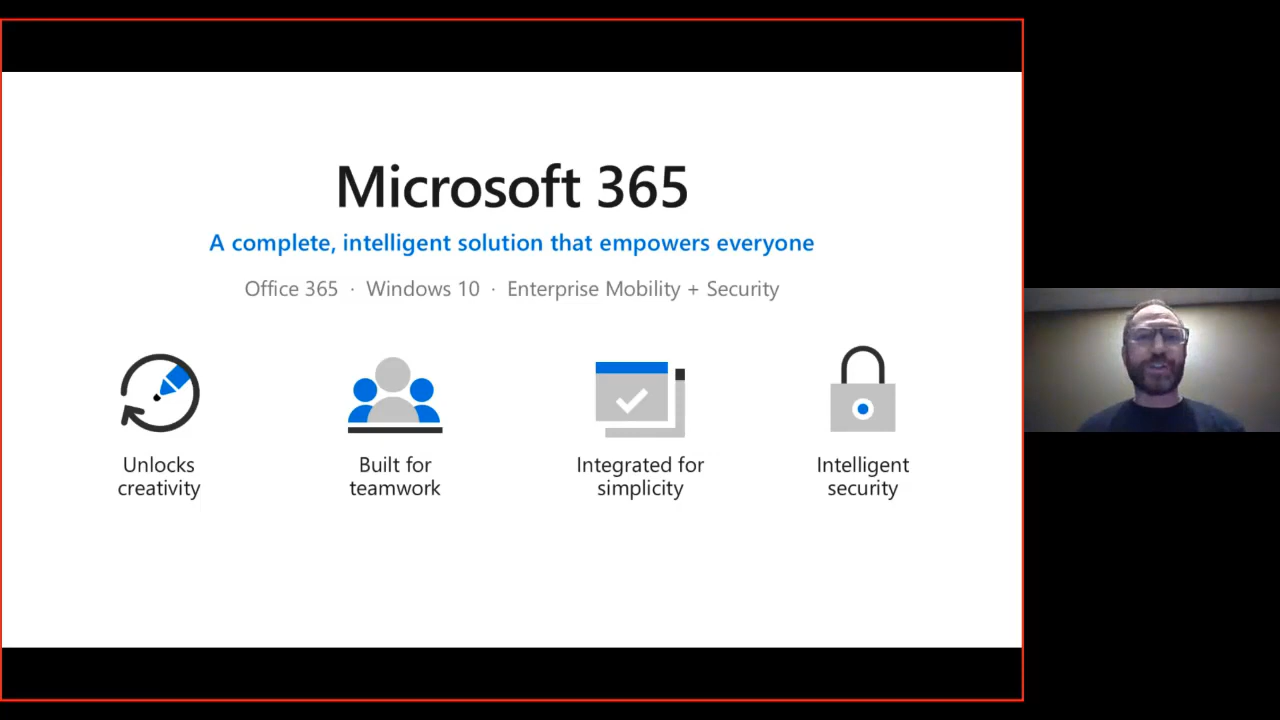 Microsoft 365
A complete, intelligent solution that empowers everyone
Office 365 · Windows 10 · Enterprise Mobility + Security
Unlocks
creativity
Built for
teamwork
Integrated for
simplicity
Intelligent
security